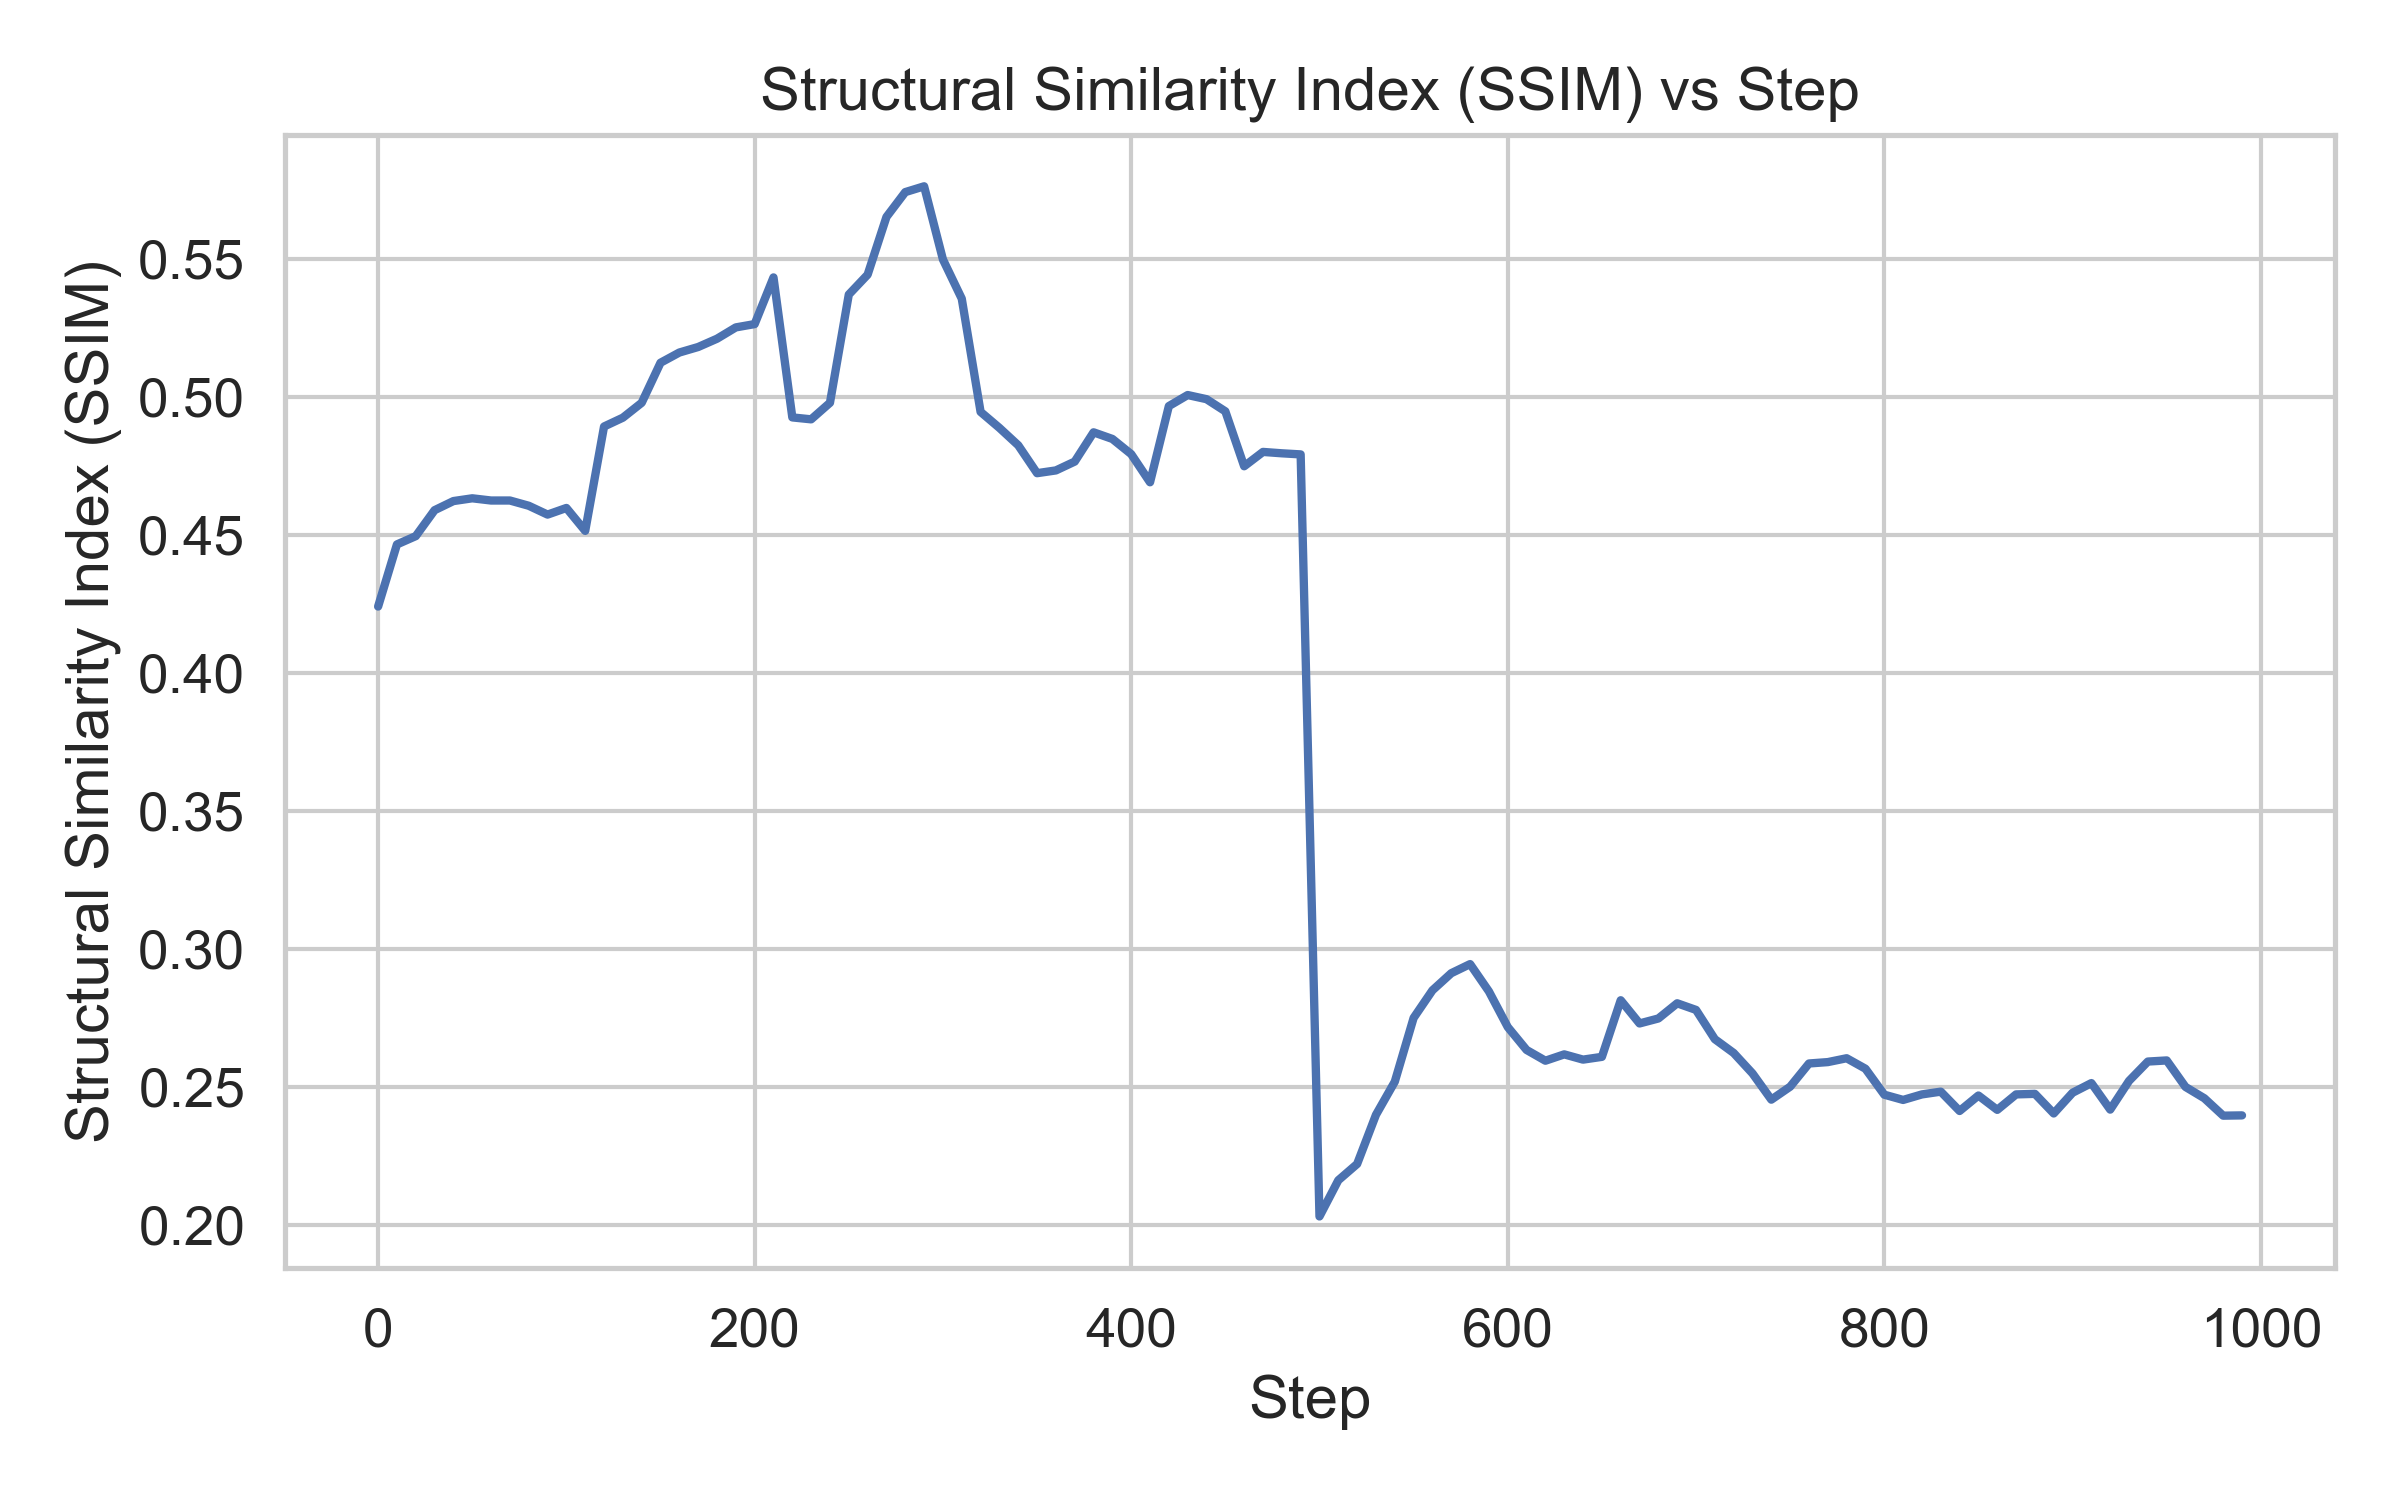 Structural Similarity Index (SSIM) vs Step
Structural Similarity Index (SSIM)
0.55
0.50
0.45
0.40
0.35
0.30
0.25
0.20
0 200 400 600 800 1000
Step